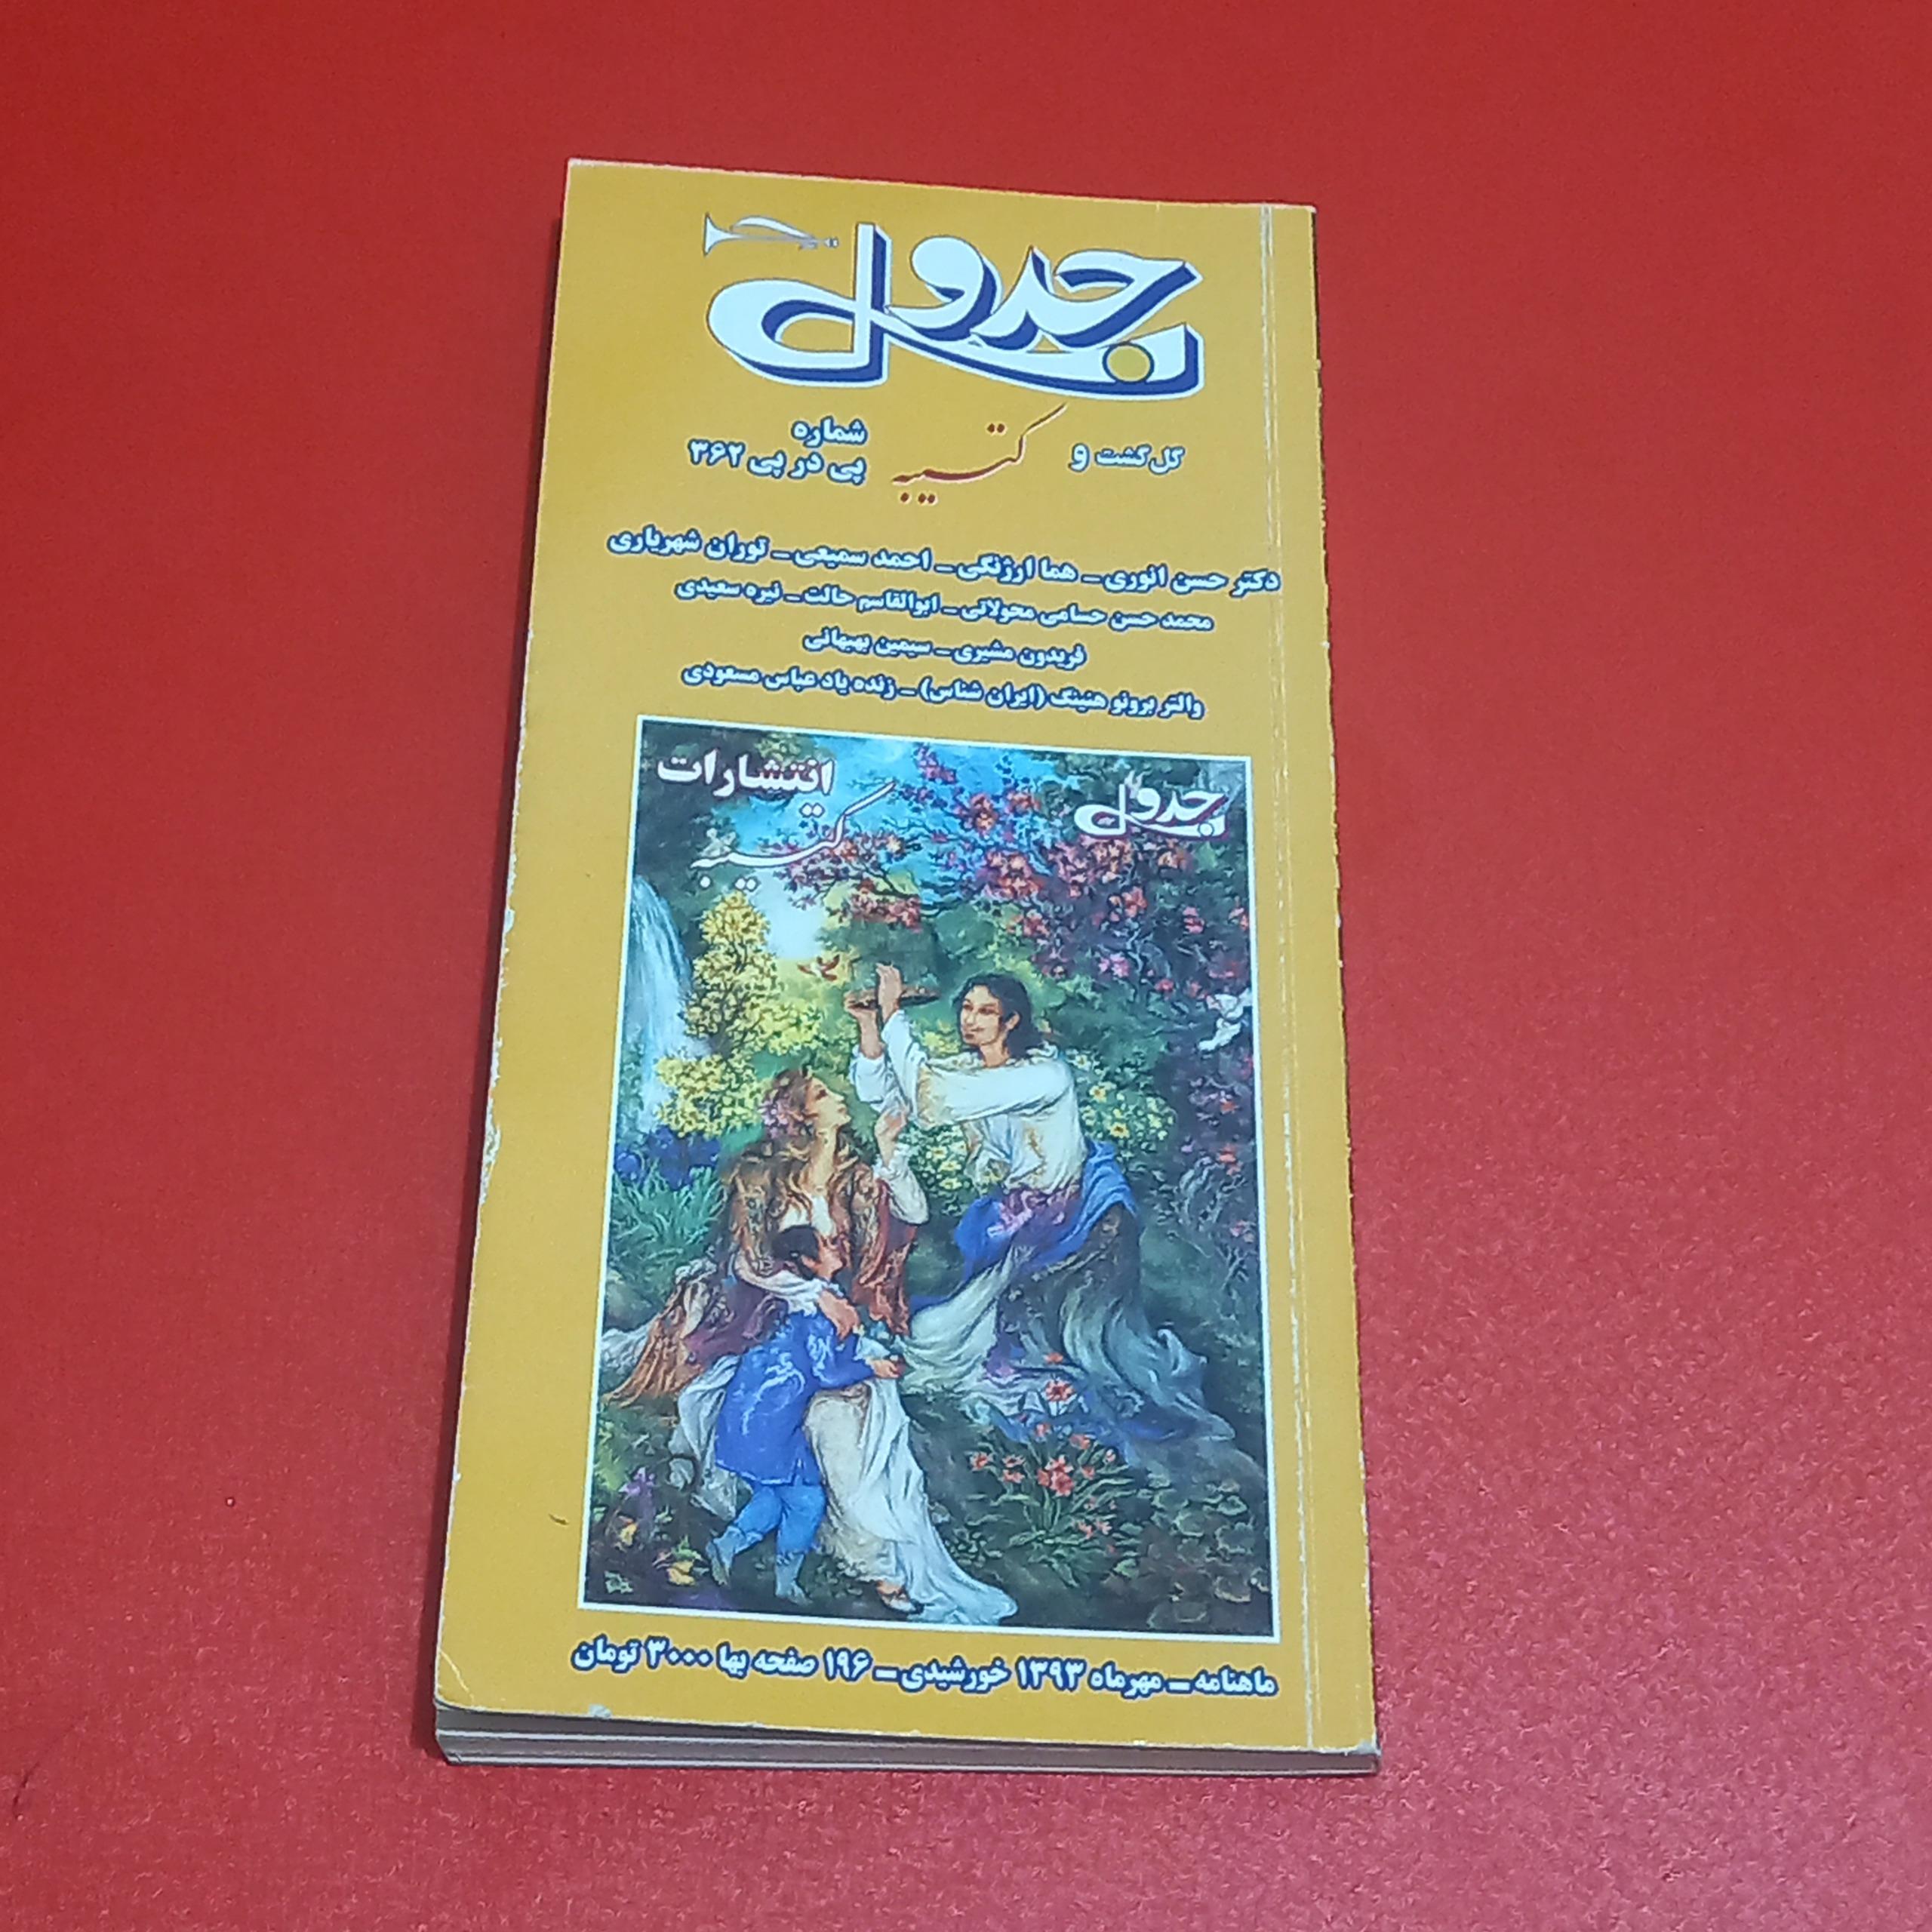 جدول
گل گشت و کتیبه
شماره
پی در پی ۳۶۲
دکتر حسن انوری ـ هما ارژنگی ـ احمد سمیعی ـ توران شهریاری
محمد حسن حسامی محولاتی ـ ابوالقاسم حالت ـ نیره سعیدی
فریدون مشیری ـ سیمین بهبهانی
والتر برونو هنینگ (ایران شناس) ـ زنده یاد عباس مسعودی
جدول
انتشارات
کتیبه
ماهنامه ـ مهرماه ۱۳۹۳ خورشیدی ـ ۱۹۶ صفحه بها ۳۰۰۰ تومان